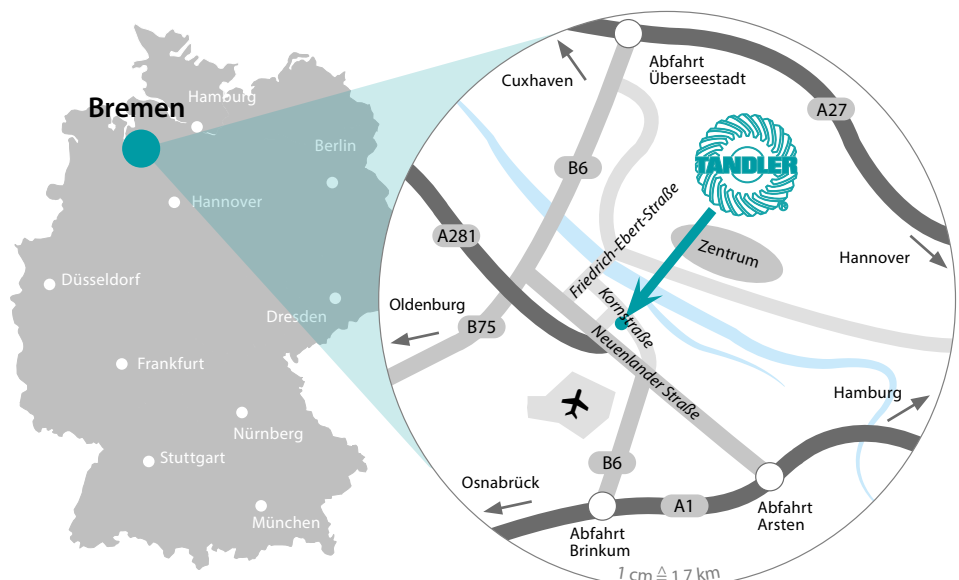 Bremen
Hamburg
Berlin
Hannover
Düsseldorf
Dresden
Frankfurt
Nürnberg
Stuttgart
München
Abfahrt
Überseestadt
Cuxhaven
A27
TANDLER
®
B6
Friedrich-Ebert-Straße
A281
Zentrum
Hannover
Oldenburg
Kornstraße
B75
Neuenlander Straße
Hamburg
B6
Osnabrück
A1
Abfahrt
Arsten
Abfahrt
Brinkum
1 cm ≙ 1,7 km